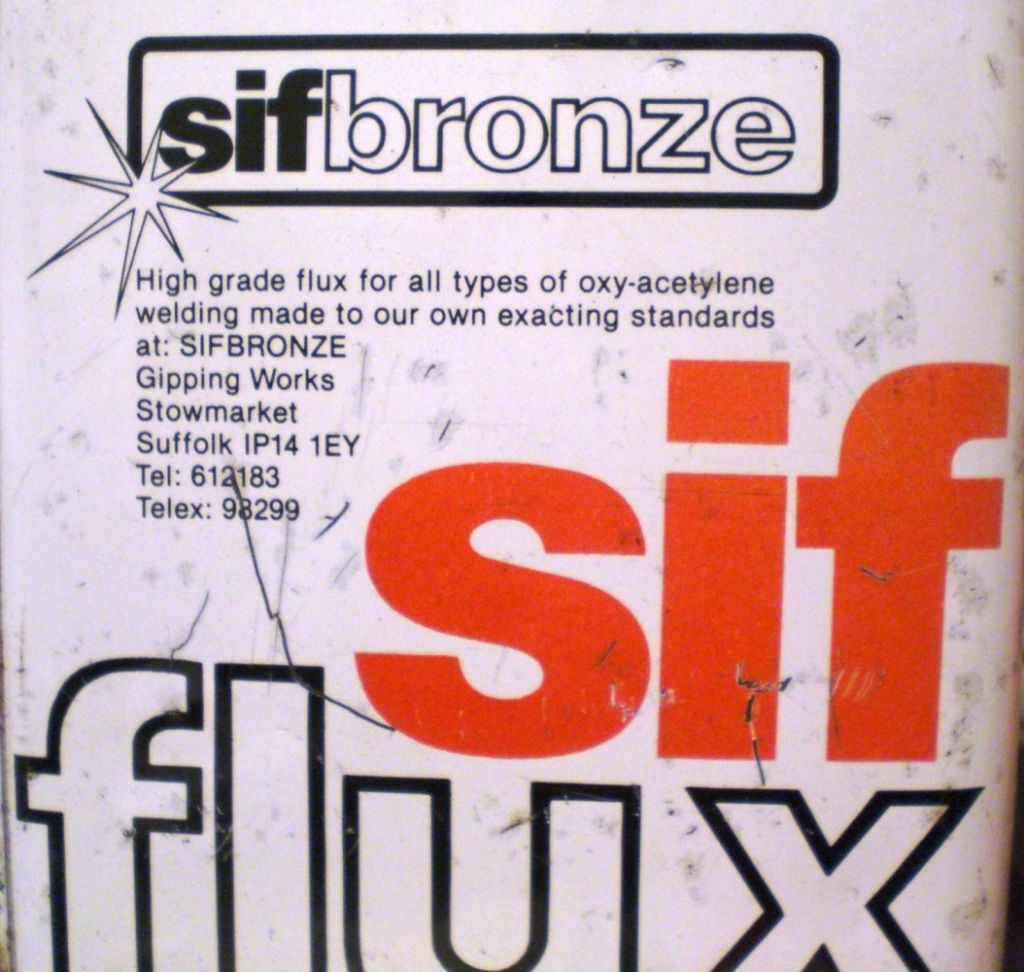 sifbronze
High grade flux for all types of oxy-acetylene
welding made to our own exacting standards
at: SIFBRONZE
Gipping Works
Stowmarket
Suffolk IP14 1EY
Tel: 612183
Telex: 98299
sif
flux